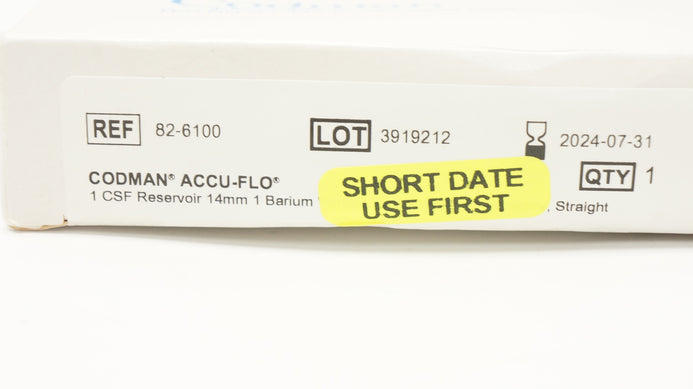 Codman
REF 82-6100 LOT 3919212 2024-07-31
CODMAN® ACCU-FLO® QTY 1
1 CSF Reservoir 14mm 1 Barium , Straight
SHORT DATE
USE FIRST